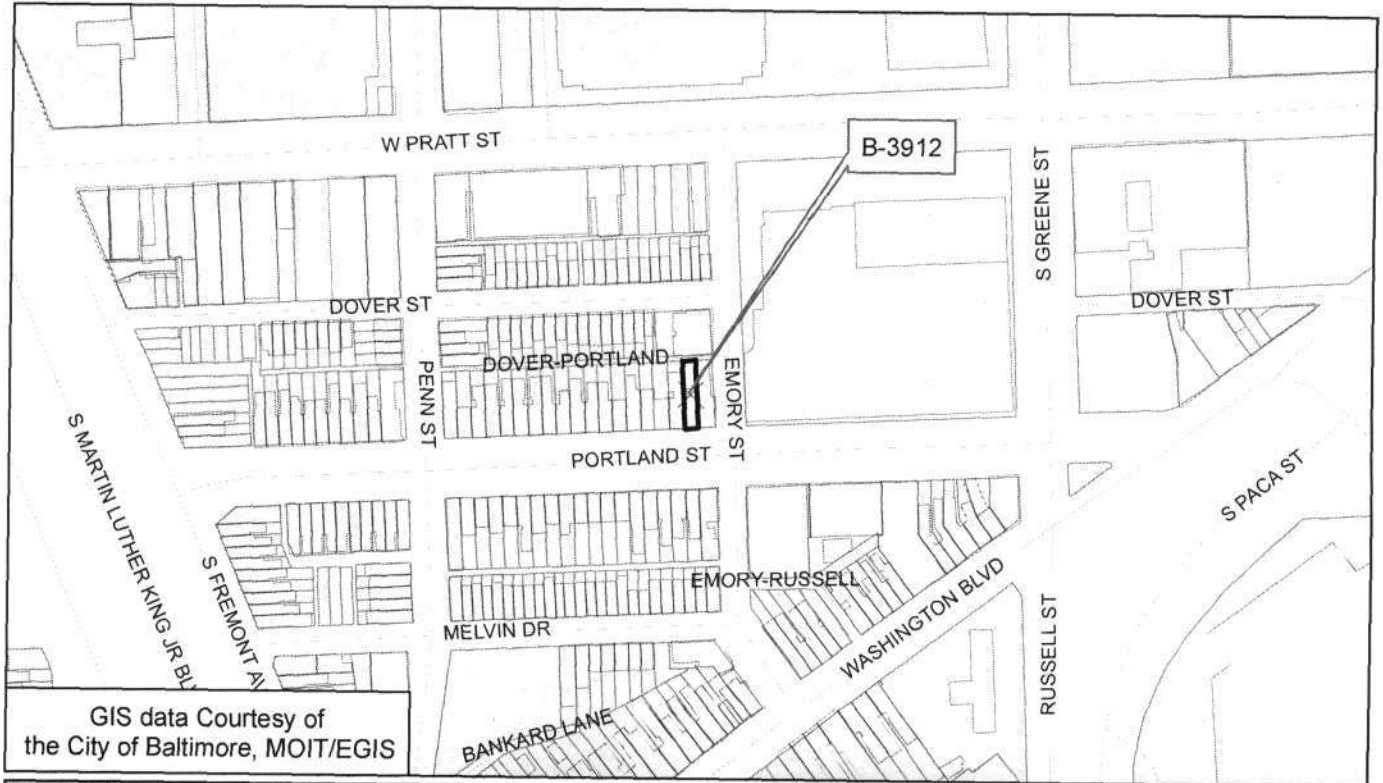 W PRATT ST
B-3912
S GREENE ST
DOVER ST
DOVER ST
DOVER-PORTLAND
PENN ST
EMORY ST
PORTLAND ST
S MARTIN LUTHER KING JR BLV
S FREMONT AV
S PACA ST
EMORY-RUSSELL
WASHINGTON BLVD
MELVIN DR
RUSSELL ST
BANKARD LANE
GIS data Courtesy of
the City of Baltimore, MOIT/EGIS